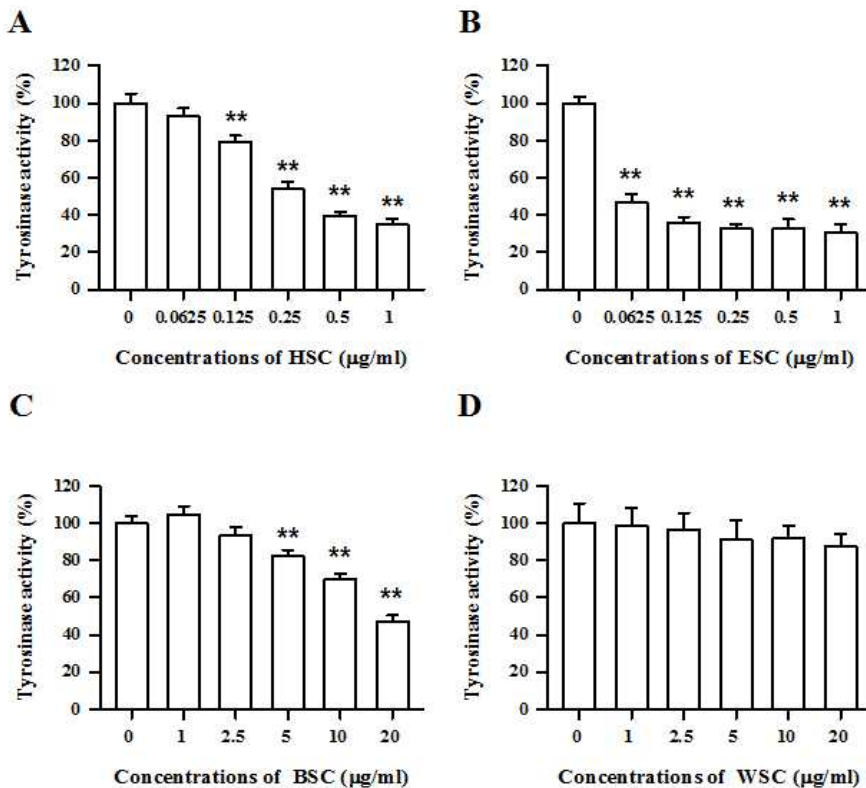 A
Tyrosinase activity (%)
120
100
80
60
40
20
0
**
**
**
**
0 0.0625 0.125 0.25 0.5 1
Concentrations of HSC (μg/ml)
B
Tyrosinase activity (%)
120
100
80
60
40
20
0
**
**
**
**
**
0 0.0625 0.125 0.25 0.5 1
Concentrations of ESC (μg/ml)
C
Tyrosinase activity (%)
120
100
80
60
40
20
0
**
**
**
0 1 2.5 5 10 20
Concentrations of BSC (μg/ml)
D
Tyrosinase activity (%)
120
100
80
60
40
20
0
0 1 2.5 5 10 20
Concentrations of WSC (μg/ml)